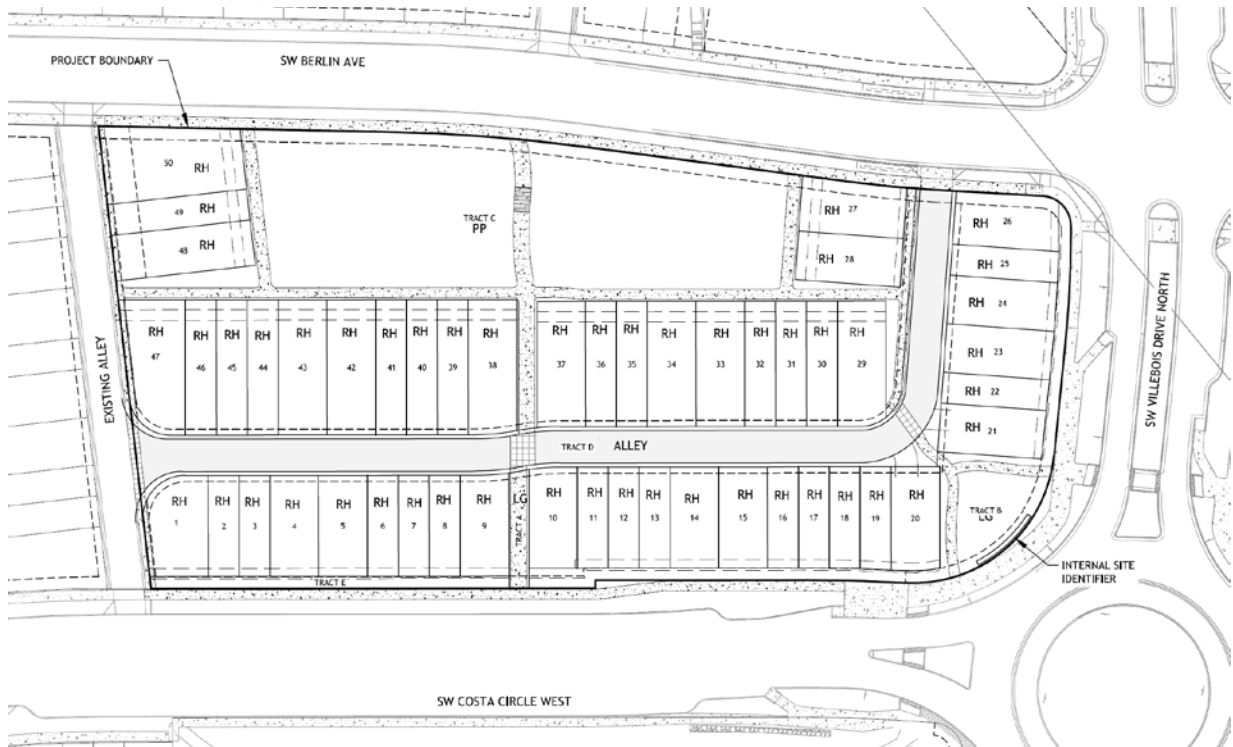 PROJECT BOUNDARY
SW BERLIN AVE
50 RH
49 RH
48 RH
TRACT C
PP
RH 27
RH 28
RH 26
RH 25
RH 24
RH 23
RH 22
RH 21
EXISTING ALLEY
SW VILLEBOIS DRIVE NORTH
RH RH RH RH RH RH RH RH RH RH
47 46 45 44 43 42 41 40 39 38
RH RH RH RH RH RH RH RH RH
37 36 35 34 33 32 31 30 29
TRACT D ALLEY
RH RH RH RH RH RH RH RH RH
1 2 3 4 5 6 7 8 9
LG
TRACT A
RH RH RH RH RH RH RH RH RH RH RH
10 11 12 13 14 15 16 17 18 19 20
TRACT B
LG
TRACT E
INTERNAL SITE
IDENTIFIER
SW COSTA CIRCLE WEST